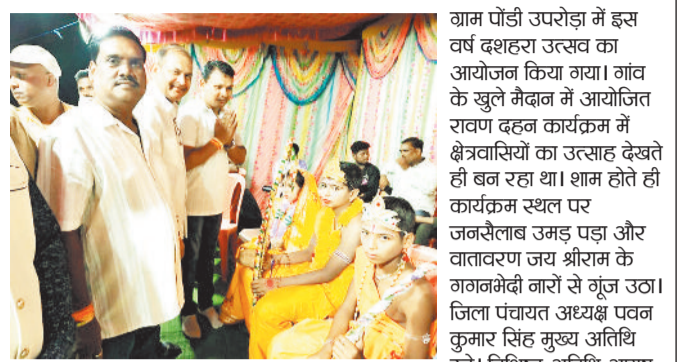 ग्राम पोंडी उपरोड़ा में इस
वर्ष दशहरा उत्सव का
आयोजन किया गया। गांव
के खुले मैदान में आयोजित
रावण दहन कार्यक्रम में
क्षेत्रवासियों का उत्साह देखते
ही बन रहा था। शाम होते ही
कार्यक्रम स्थल पर
जनसैलाब उमड़ पड़ा और
वातावरण जय श्रीराम के
गगनभेदी नारों से गूंज उठा।
जिला पंचायत अध्यक्ष पवन
कुमार सिंह मुख्य अतिथि